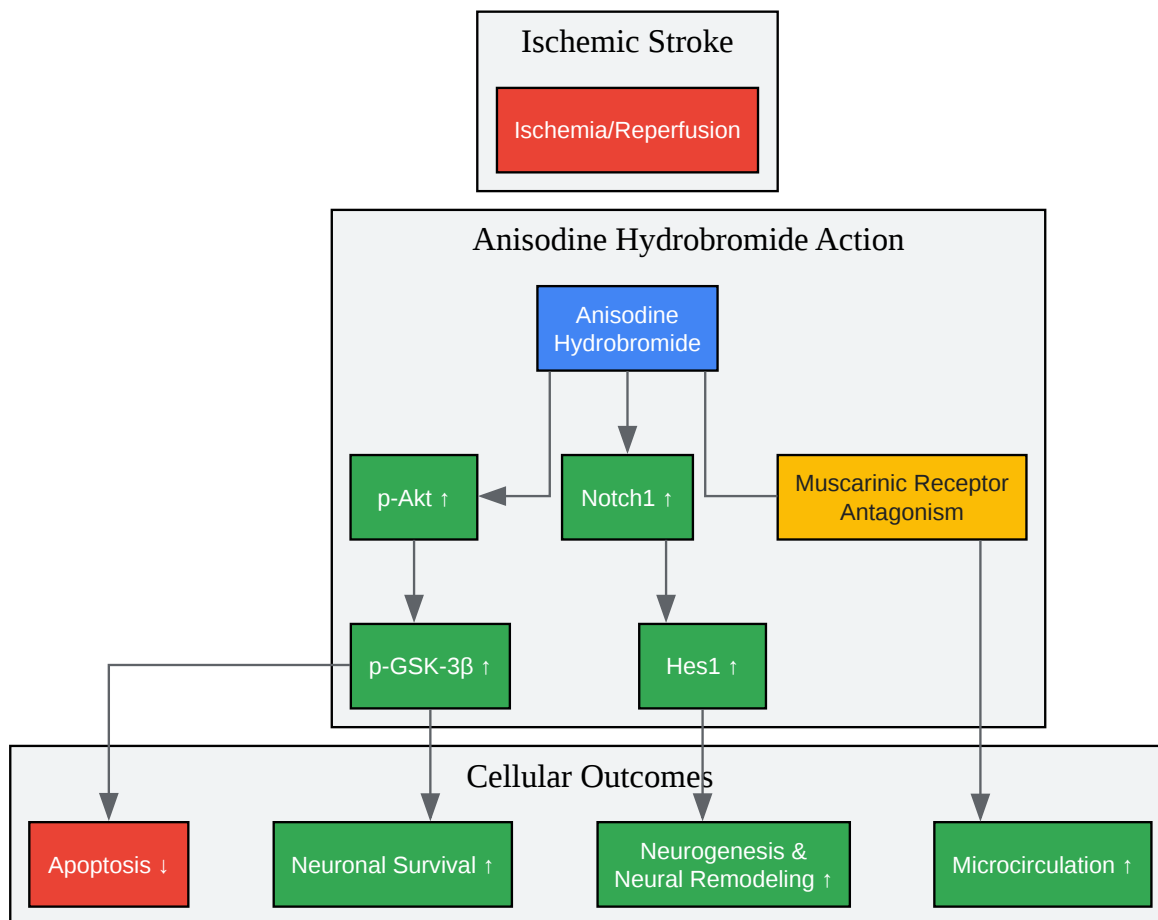 Ischemic Stroke
Ischemia/Reperfusion
Anisodine Hydrobromide Action
Anisodine
Hydrobromide
p-Akt ↑
Notch1 ↑
Muscarinic Receptor
Antagonism
p-GSK-3β ↑
Hes1 ↑
Cellular Outcomes
Apoptosis ↓
Neuronal Survival ↑
Neurogenesis &
Neural Remodeling ↑
Microcirculation ↑